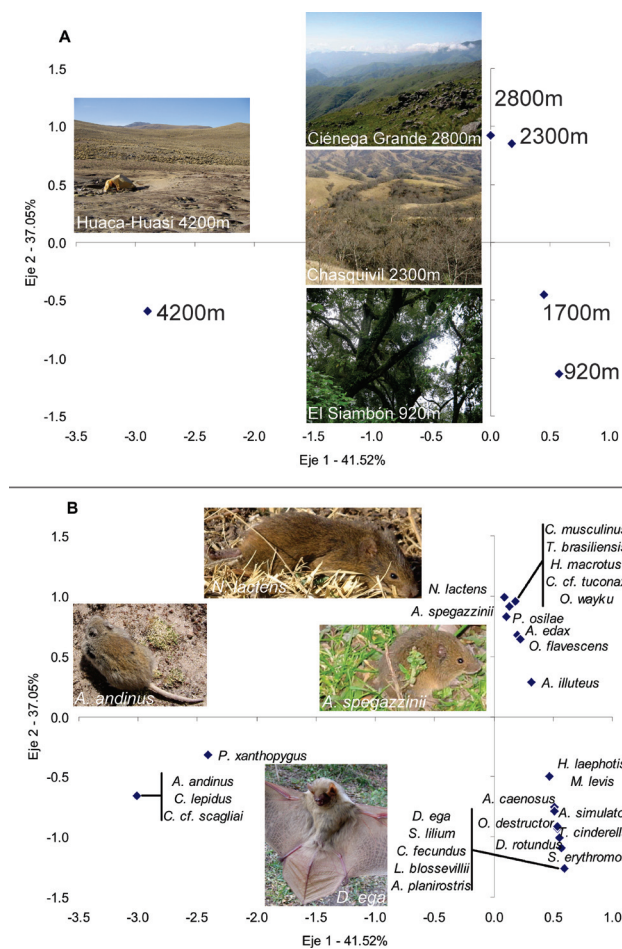 A
1.5
1.0
0.5
0.0
-0.5
-1.0
-1.5
Eje 2 - 37.05%
Huaca-Huasi 4200m
Ciénega Grande 2800m
Chasquivil 2300m
El Siambón 920m
2800m
2300m
4200m
1700m
920m
-3.5 -3.0 -2.5 -2.0 -1.5 -1.0 -0.5 0.0 0.5 1.0
Eje 1 - 41.52%
B
1.5
1.0
0.5
0.0
-0.5
-1.0
-1.5
Eje 2 - 37.05%
N. lactens
A. andinus
A. spegazzinii
D. ega
C. musculinus
T. brasiliensis
H. macrotus
C. cf. tucona
O. wayku
N. lactens
A. spegazzinii
P. osilae
A. edax
O. flavescens
A. illuteus
P. xanthopygus
A. andinus
C. lepidus
C. cf. scagliai
H. laephotis
M. levis
A. caenosus
A. simulato
O. destructor
T. cinderell
D. rotundus
S. erythromo
D. ega
S. lilium
C. fecundus
L. blossevillii
A. planirostris
-3.5 -3.0 -2.5 -2.0 -1.5 -1.0 -0.5 0.0 0.5 1.0
Eje 1 - 41.52%